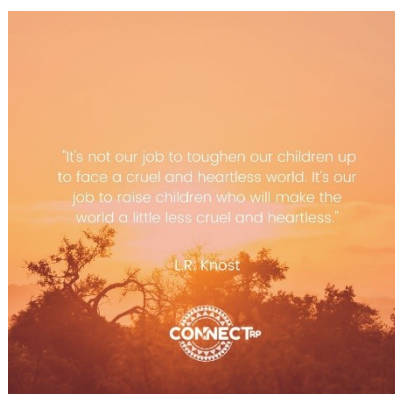 "It's not our job to toughen our children up
to face a cruel and heartless world. It's our
job to raise children who will make the
world a little less cruel and heartless."
L.R. Knost
CONNECTRP